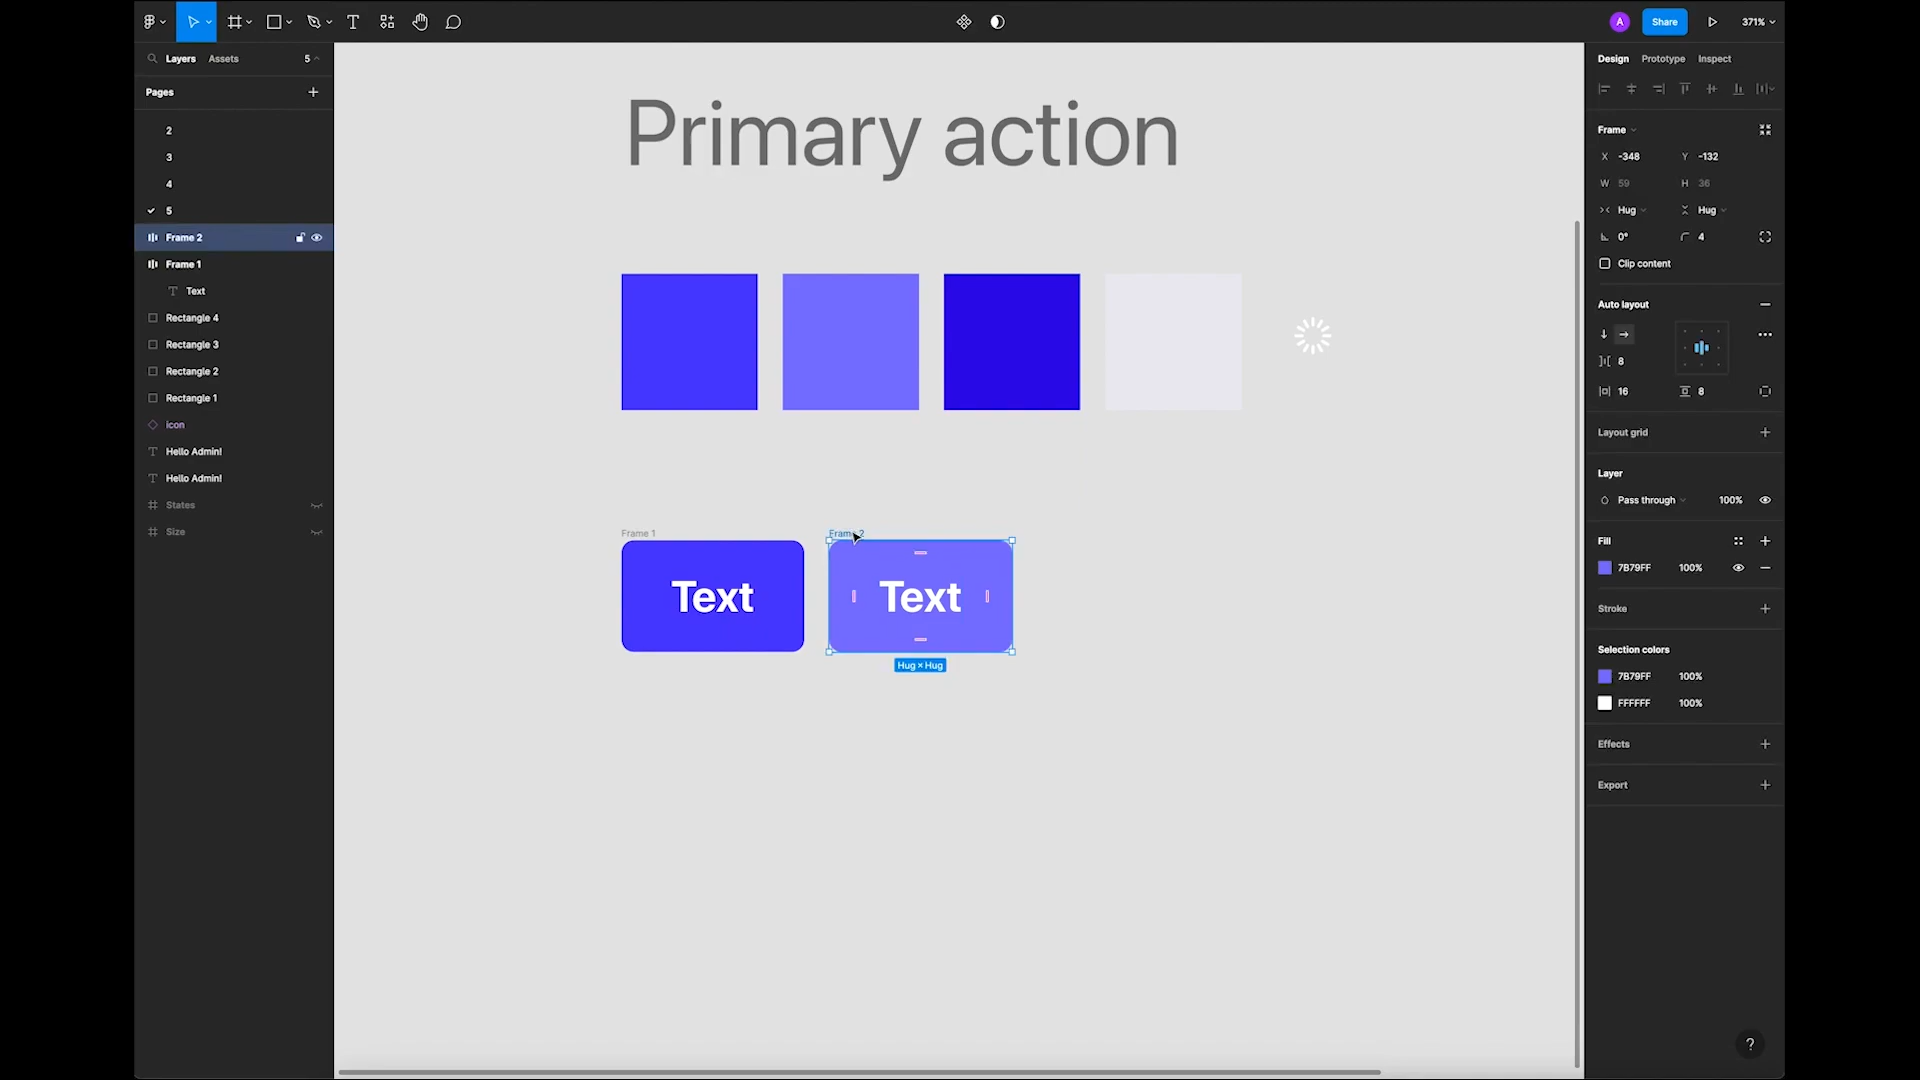 A
Share
371%
Layers
Assets
5
Design
Prototype
Inspect
Pages
2
3
4
5
Frame 2
Frame 1
Text
Rectangle 4
Rectangle 3
Rectangle 2
Rectangle 1
icon
Hello Admin!
Hello Admin!
States
Size
Primary action
Frame 1
Frame 2
Text
Text
Hug × Hug
Frame
X -348
Y -132
W 59
H 36
Hug
Hug
0°
4
Clip content
Auto layout
8
16
8
Layout grid
Layer
Pass through
100%
Fill
7B79FF
100%
Stroke
Selection colors
7B79FF
100%
FFFFFF
100%
Effects
Export
?